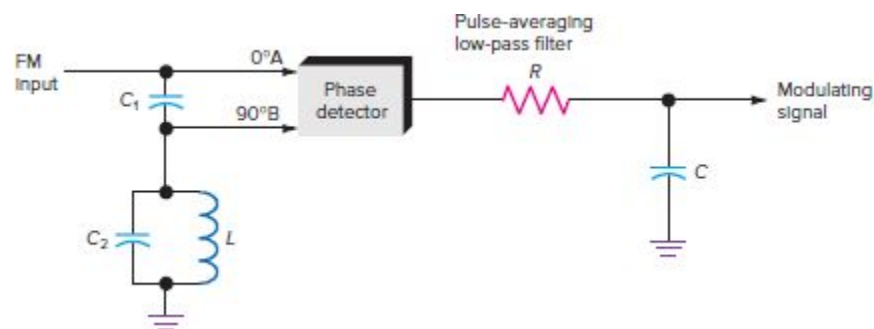 Pulse-averaging
low-pass filter
FM
Input
0°A
R
C₁
Phase
detector
Modulating
signal
90°B
C
C₂
L